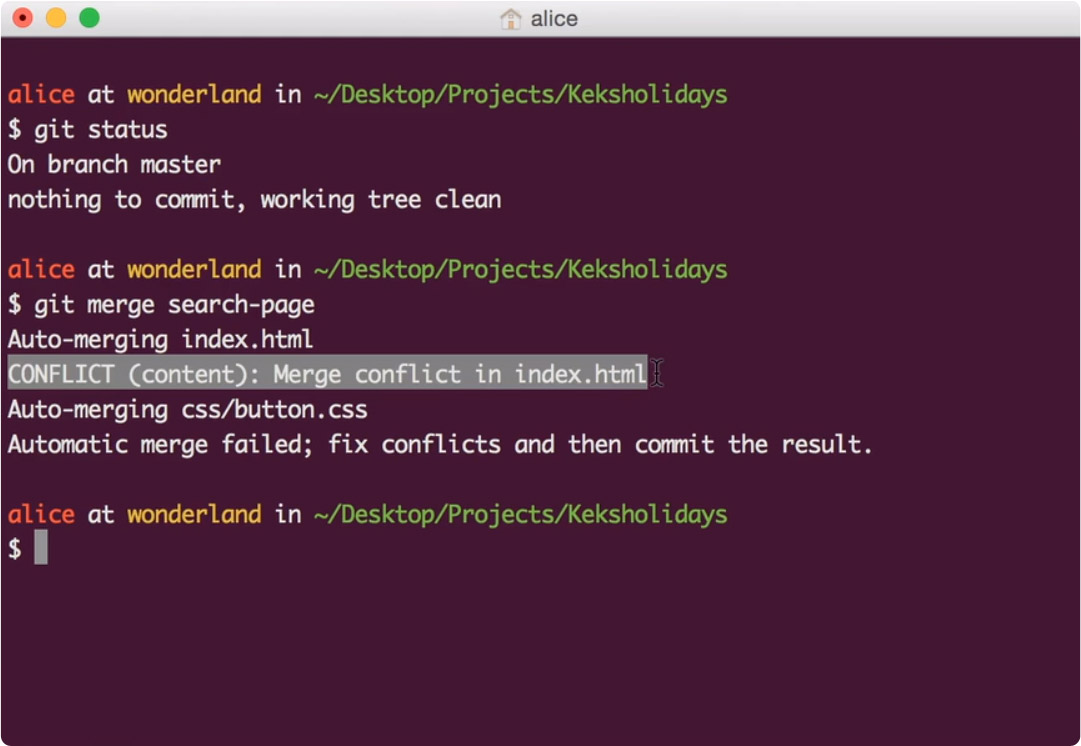 alice
alice at wonderland in ~/Desktop/Projects/Keksholidays
$ git status
On branch master
nothing to commit, working tree clean
alice at wonderland in ~/Desktop/Projects/Keksholidays
$ git merge search-page
Auto-merging index.html
CONFLICT (content): Merge conflict in index.html
Auto-merging css/button.css
Automatic merge failed; fix conflicts and then commit the result.
alice at wonderland in ~/Desktop/Projects/Keksholidays
$